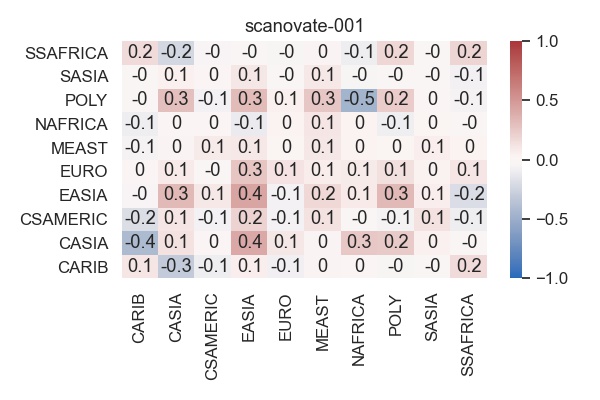 scanovate-001
SSAFRICA 0.2 -0.2 -0 -0 -0 0 -0.1 0.2 -0 0.2
SASIA -0 0.1 0 0.1 -0 0.1 -0 -0 -0 -0.1
POLY -0 0.3 -0.1 0.3 0.1 0.3 -0.5 0.2 0 -0.1
NAFRICA -0.1 0 0 -0.1 0 0.1 0 -0.1 0 -0
MEAST -0.1 0 0.1 0.1 0 0.1 0 0 0.1 0
EURO 0 0.1 -0 0.3 0.1 0.1 0.1 0.1 0 0.1
EASIA -0 0.3 0.1 0.4 -0.1 0.2 0.1 0.3 0.1 -0.2
CSAMERIC -0.2 0.1 -0.1 0.2 -0.1 0.1 -0 -0.1 0.1 -0.1
CASIA -0.4 0.1 0 0.4 0.1 0 0.3 0.2 0 -0
CARIB 0.1 -0.3 -0.1 0.1 -0.1 0 0 -0 -0 0.2
CARIB CASIA CSAMERIC EASIA EURO MEAST NAFRICA POLY SASIA SSAFRICA
1.0
0.5
0.0
−0.5
−1.0